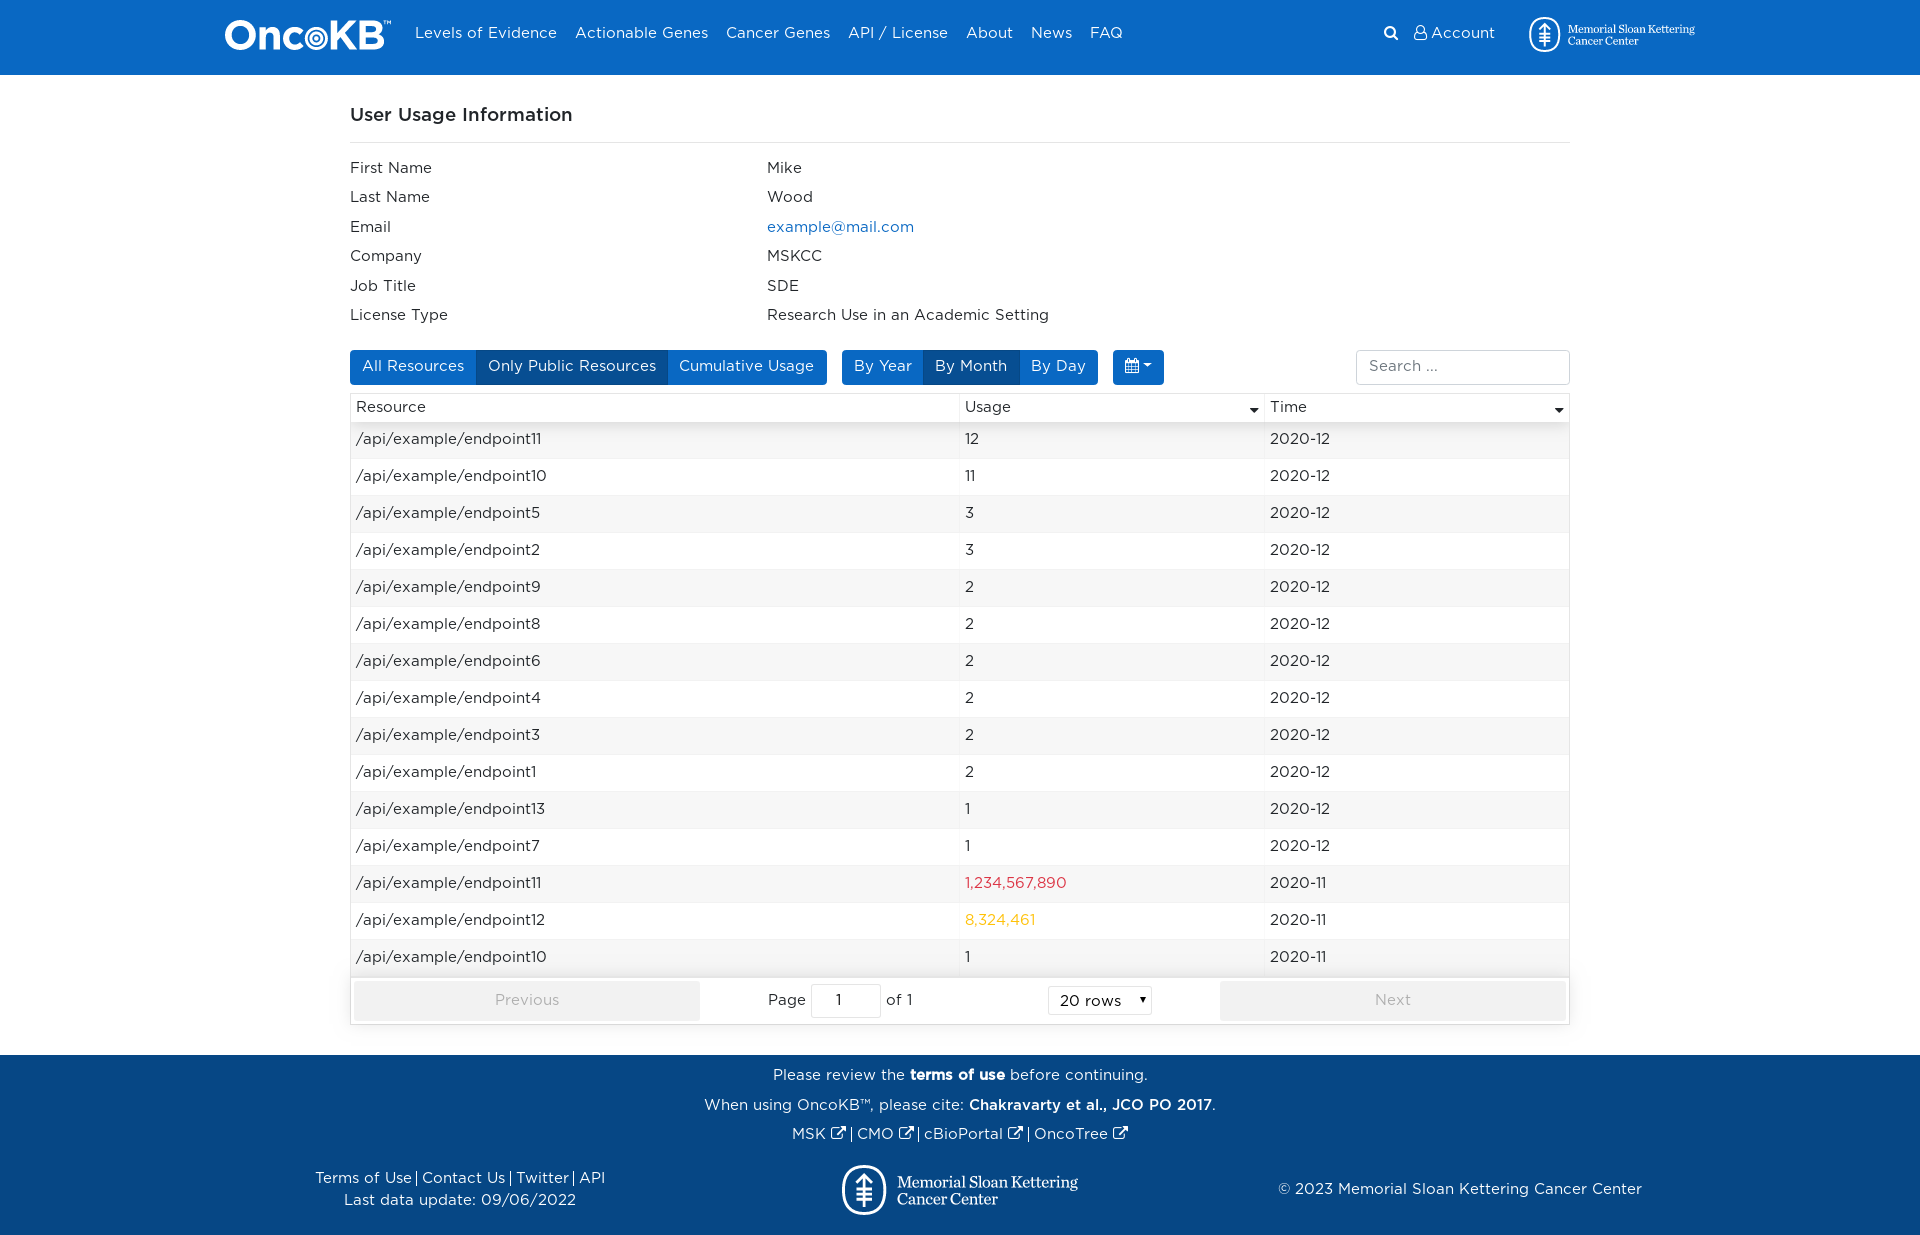 OncoKB™ Levels of Evidence Actionable Genes Cancer Genes API / License About News FAQ Account Memorial Sloan Kettering
Cancer Center
User Usage Information
First Name Mike
Last Name Wood
Email example@mail.com
Company MSKCC
Job Title SDE
License Type Research Use in an Academic Setting
All Resources Only Public Resources Cumulative Usage By Year By Month By Day Search ...
Resource Usage Time
/api/example/endpoint11 12 2020-12
/api/example/endpoint10 11 2020-12
/api/example/endpoint5 3 2020-12
/api/example/endpoint2 3 2020-12
/api/example/endpoint9 2 2020-12
/api/example/endpoint8 2 2020-12
/api/example/endpoint6 2 2020-12
/api/example/endpoint4 2 2020-12
/api/example/endpoint3 2 2020-12
/api/example/endpoint1 2 2020-12
/api/example/endpoint13 1 2020-12
/api/example/endpoint7 1 2020-12
/api/example/endpoint11 1,234,567,890 2020-11
/api/example/endpoint12 8,324,461 2020-11
/api/example/endpoint10 1 2020-11
Previous Page 1 of 1 20 rows Next
Please review the terms of use before continuing.
When using OncoKB™, please cite: Chakravarty et al., JCO PO 2017.
MSK | CMO | cBioPortal | OncoTree
Terms of Use | Contact Us | Twitter | API
Last data update: 09/06/2022
Memorial Sloan Kettering
Cancer Center
© 2023 Memorial Sloan Kettering Cancer Center